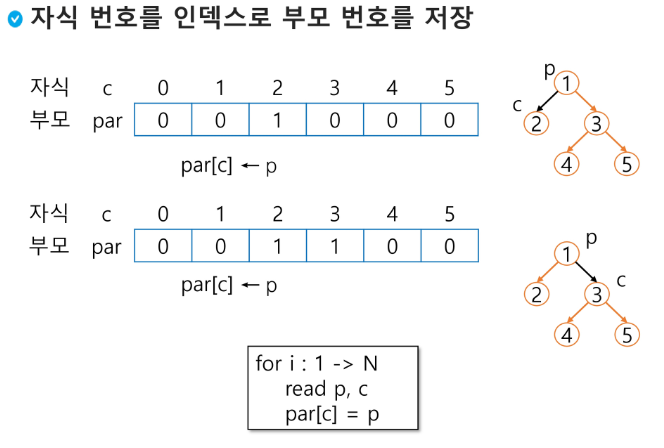 자식 번호를 인덱스로 부모 번호를 저장
자식 c 0 1 2 3 4 5
부모 par 0 0 1 0 0 0
par[c] ← p
p
1
c
2 3
4 5
자식 c 0 1 2 3 4 5
부모 par 0 0 1 1 0 0
par[c] ← p
p
1
c
2 3
4 5
for i : 1 -> N
read p, c
par[c] = p